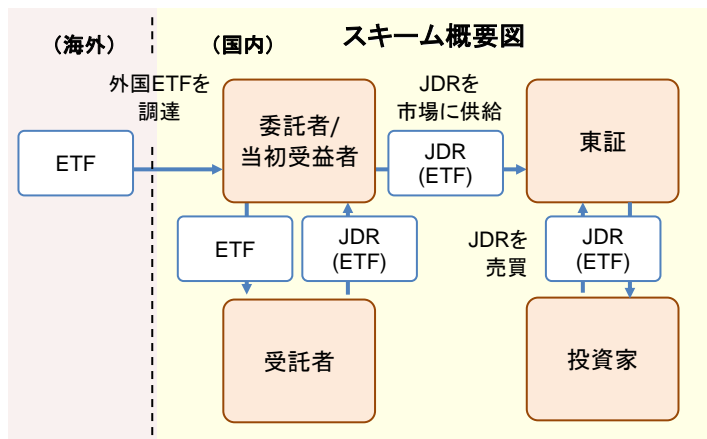 （海外）
（国内）
スキーム概要図
外国ETFを
調達
JDRを
市場に供給
ETF
委託者/
当初受益者
JDR
(ETF)
東証
ETF
JDR
(ETF)
JDRを
売買
JDR
(ETF)
受託者
投資家